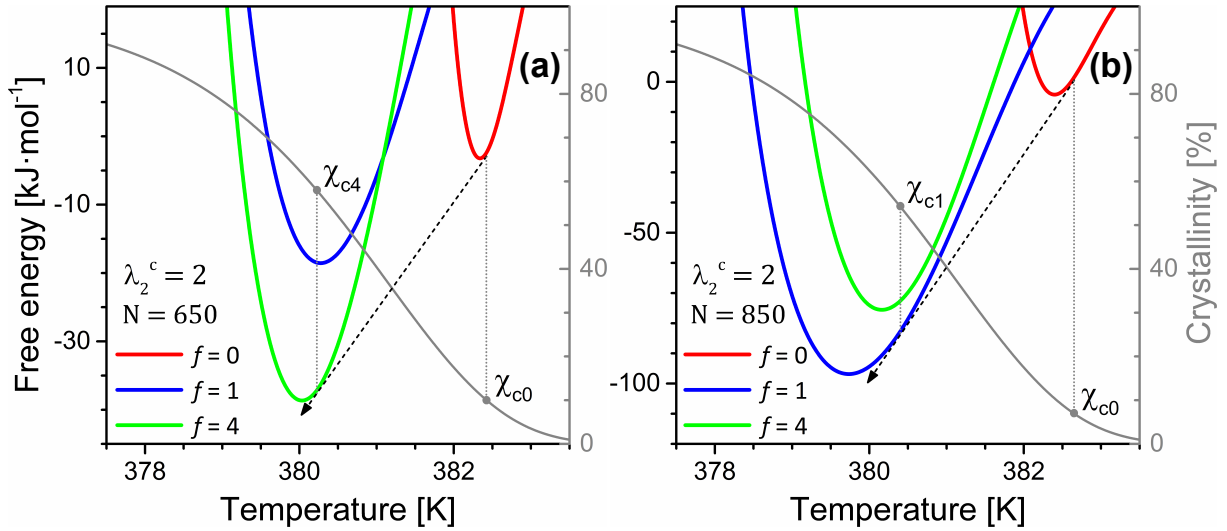 (a)
10
-10
-30
Free energy [kJ·mol⁻¹]
χc4
χc0
λ₂ᶜ = 2
N = 650
f = 0
f = 1
f = 4
80
40
0
378
380
382
Temperature [K]
(b)
0
-50
-100
χc1
χc0
λ₂ᶜ = 2
N = 850
f = 0
f = 1
f = 4
80
40
0
Crystallinity [%]
378
380
382
Temperature [K]